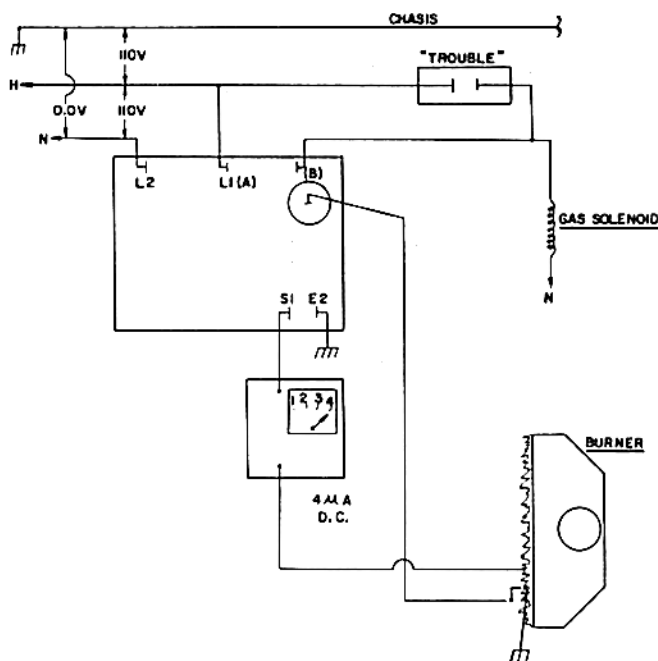 CHASIS
110V
"TROUBLE"
H
0.0V 110V
N
L2 L1(A) B)
GAS SOLENOID
S1 E2
N
1 2 3 4
BURNER
4 μA
D.C.